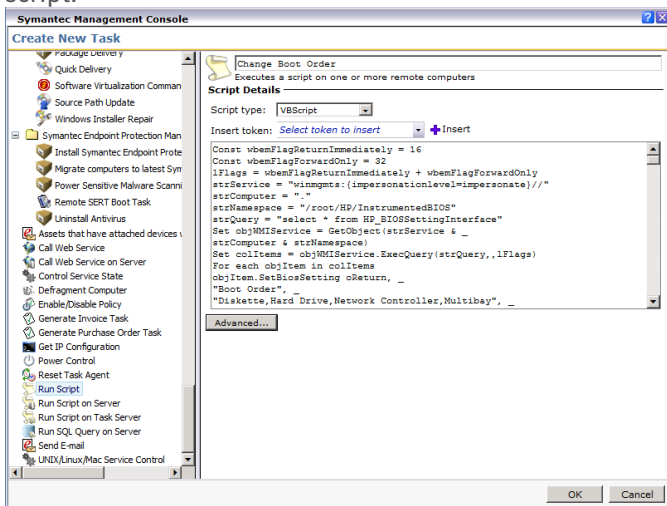 script.
Symantec Management Console
Create New Task
Package Delivery
Quick Delivery
Software Virtualization Comman
Source Path Update
Windows Installer Repair
Symantec Endpoint Protection Man
Install Symantec Endpoint Prote
Migrate computers to latest Sym
Power Sensitive Malware Scanni
Remote SERT Boot Task
Uninstall Antivirus
Assets that have attached devices
Call Web Service
Call Web Service on Server
Control Service State
Defragment Computer
Enable/Disable Policy
Generate Invoice Task
Generate Purchase Order Task
Get IP Configuration
Power Control
Reset Task Agent
Run Script
Run Script on Server
Run Script on Task Server
Run SQL Query on Server
Send E-mail
UNIX/Linux/Mac Service Control
Change Boot Order
Executes a script on one or more remote computers
Script Details
Script type: VBScript
Insert token: Select token to insert Insert
Const wbemFlagReturnImmediately = 16
Const wbemFlagForwardOnly = 32
lFlags = wbemFlagReturnImmediately + wbemFlagForwardOnly
strService = "winmgmts:{impersonationlevel=impersonate}//"
strComputer = "."
strNamespace = "/root/HP/InstrumentedBIOS"
strQuery = "select * from HP_BIOSSettingInterface"
Set objWMIService = GetObject(strService & _
strComputer & strNamespace)
Set colItems = objWMIService.ExecQuery(strQuery,,lFlags)
For each objItem in colItems
objItem.SetBiosSetting oReturn, _
"Boot Order", _
"Diskette,Hard Drive,Network Controller,Multibay", _
Advanced...
OK Cancel